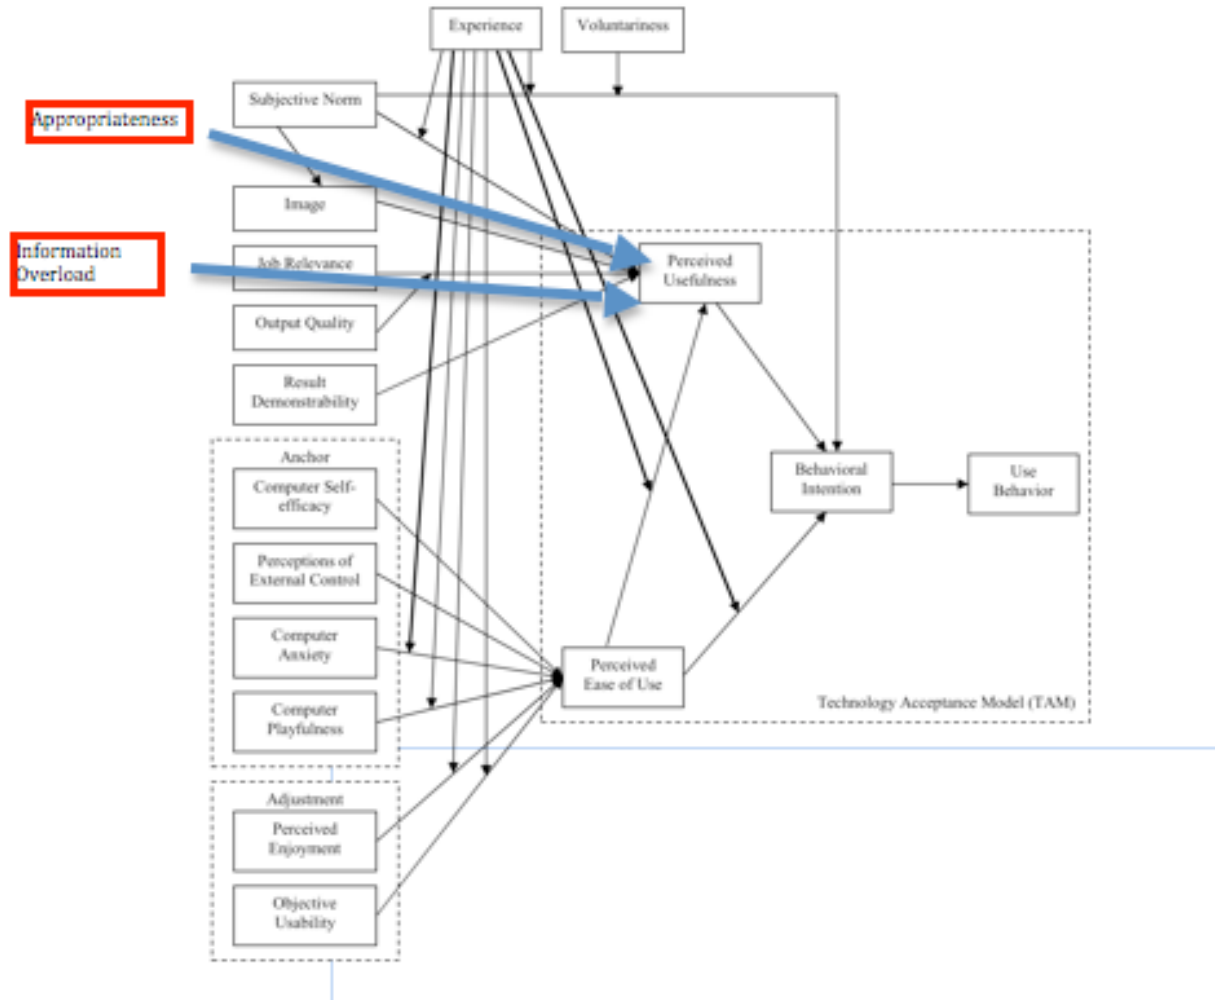 Experience
Voluntariness
Subjective Norm
Appropriateness
Image
Information
Overload
Job Relevance
Perceived
Usefulness
Output Quality
Result
Demonstrability
Anchor
Computer Self-
efficacy
Behavioral
Intention
Use
Behavior
Perceptions of
External Control
Computer
Anxiety
Perceived
Ease of Use
Computer
Playfulness
Technology Acceptance Model (TAM)
Adjustment
Perceived
Enjoyment
Objective
Usability